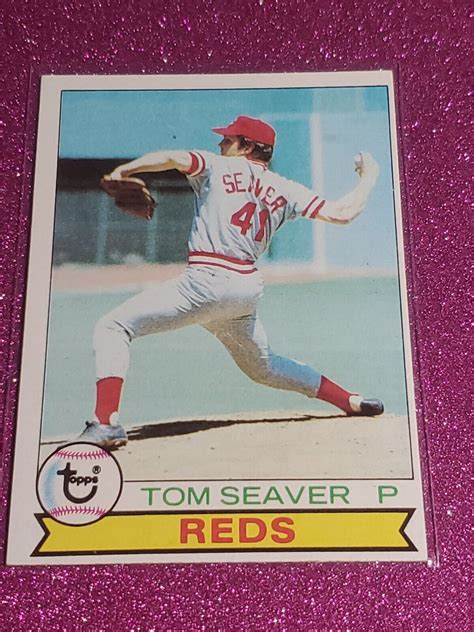 SEAVER
41
topps ®
TOM SEAVER P
REDS